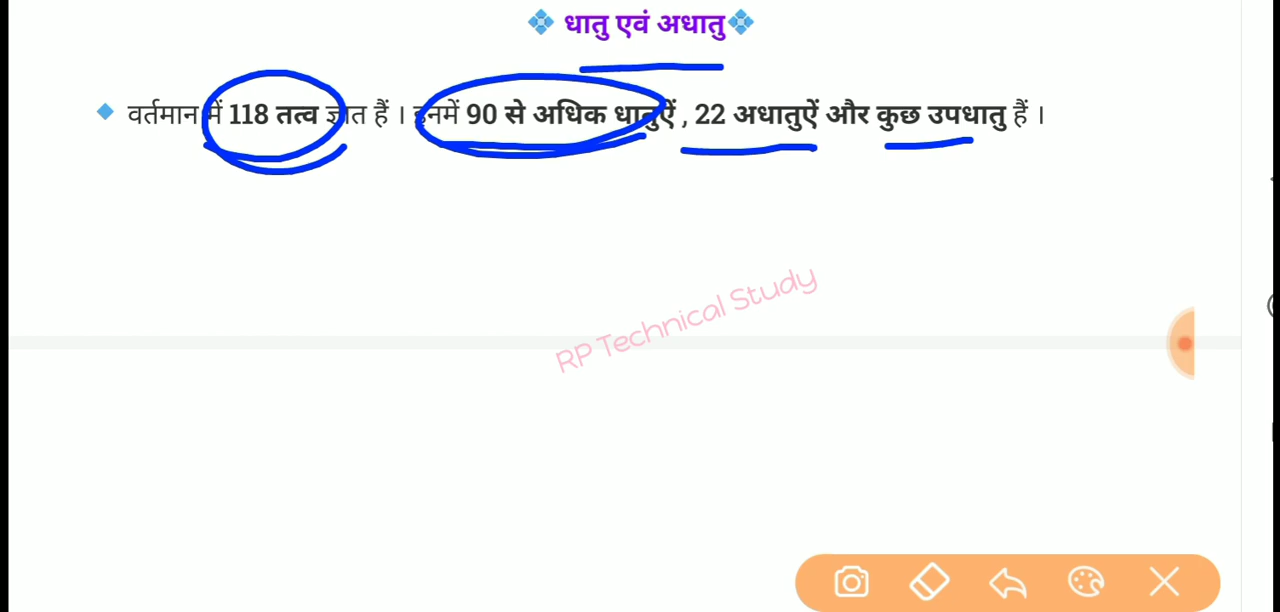 धातु एवं अधातु
वर्तमान में 118 तत्व ज्ञात हैं । इनमें 90 से अधिक धातुऐं , 22 अधातुऐं और कुछ उपधातु हैं ।
RP Technical Study